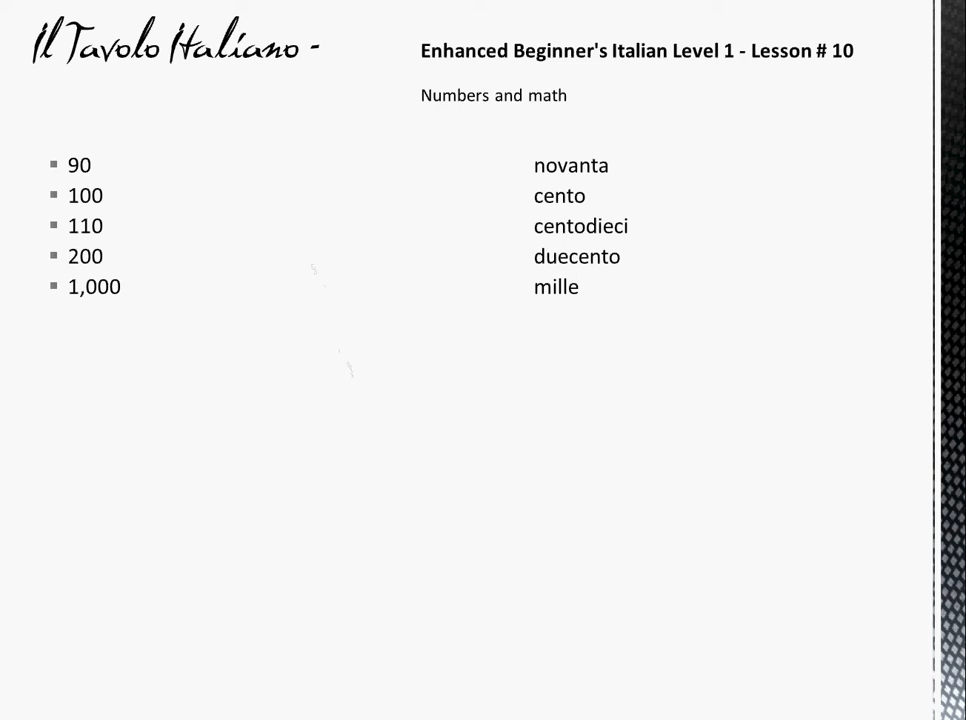 Il Tavolo Italiano -
Enhanced Beginner's Italian Level 1 - Lesson # 10
Numbers and math
▪ 90 novanta
▪ 100 cento
▪ 110 centodieci
▪ 200 duecento
▪ 1,000 mille